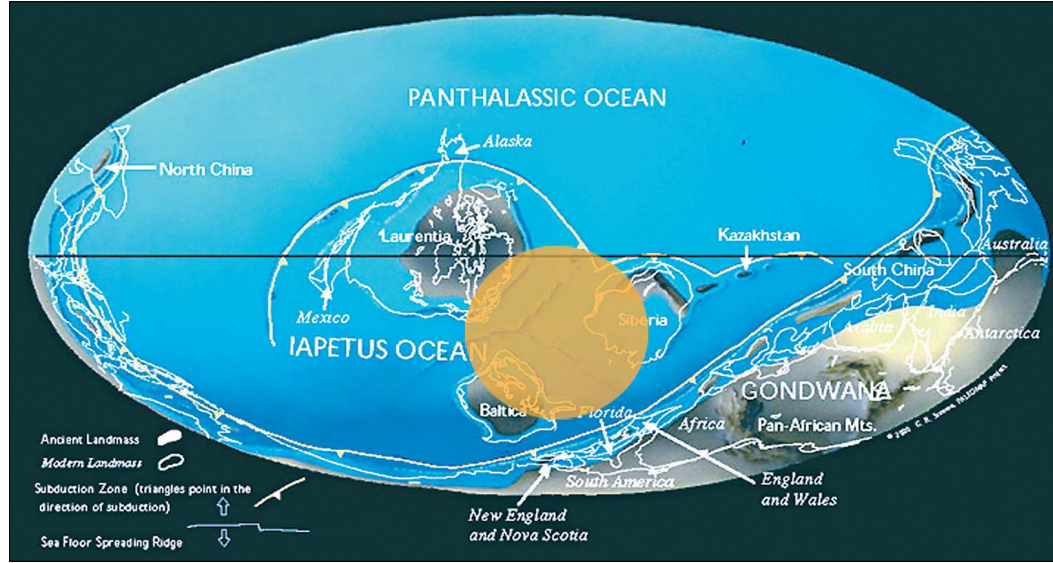 PANTHALASSIC OCEAN
Alaska
North China
Laurentia
Kazakhstan
Australia
South China
Mexico
Siberia
India
Arabia
Antarctica
IAPETUS OCEAN
GONDWANA
Baltica
Florida
Africa
Pan-African Mts.
England
and Wales
South America
New England
and Nova Scotia
Ancient Landmass
Modern Landmass
Subduction Zone (triangles point in the
direction of subduction)
Sea Floor Spreading Ridge